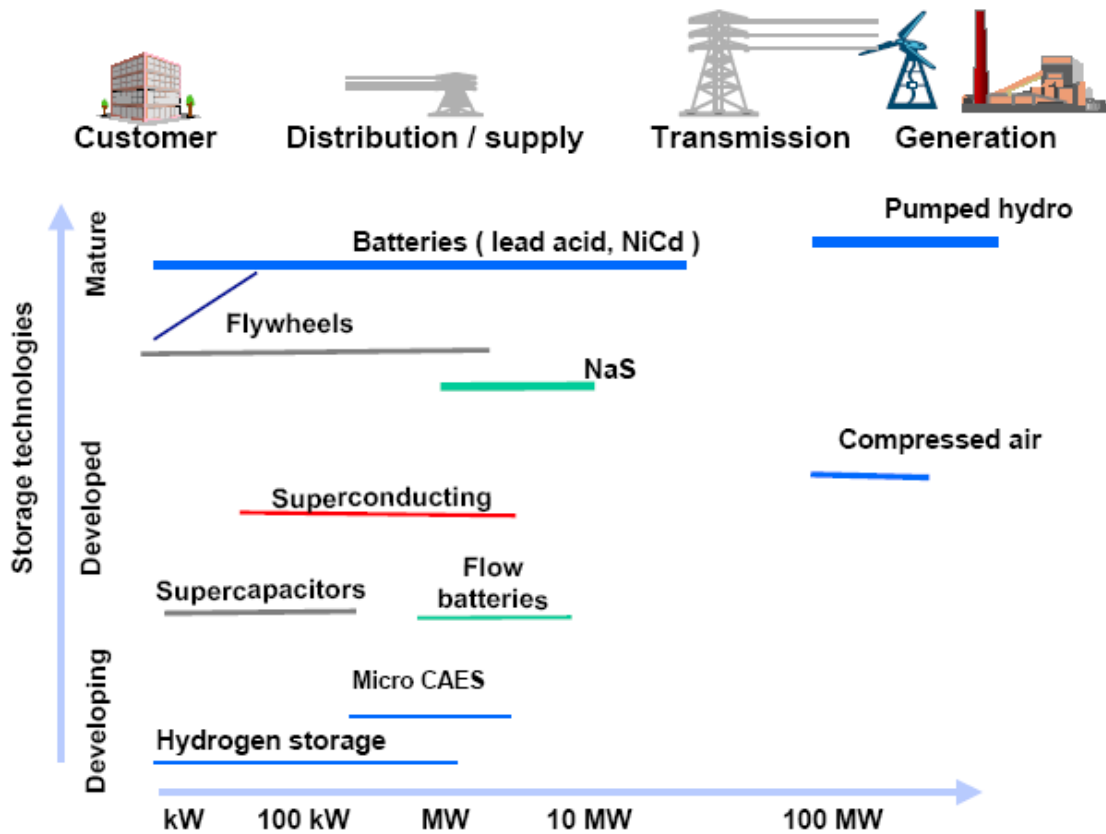 Customer
Distribution / supply
Transmission
Generation
Storage technologies
Mature
Developed
Developing
Pumped hydro
Batteries ( lead acid, NiCd )
Flywheels
NaS
Compressed air
Superconducting
Supercapacitors
Flow
batteries
Micro CAES
Hydrogen storage
kW
100 kW
MW
10 MW
100 MW